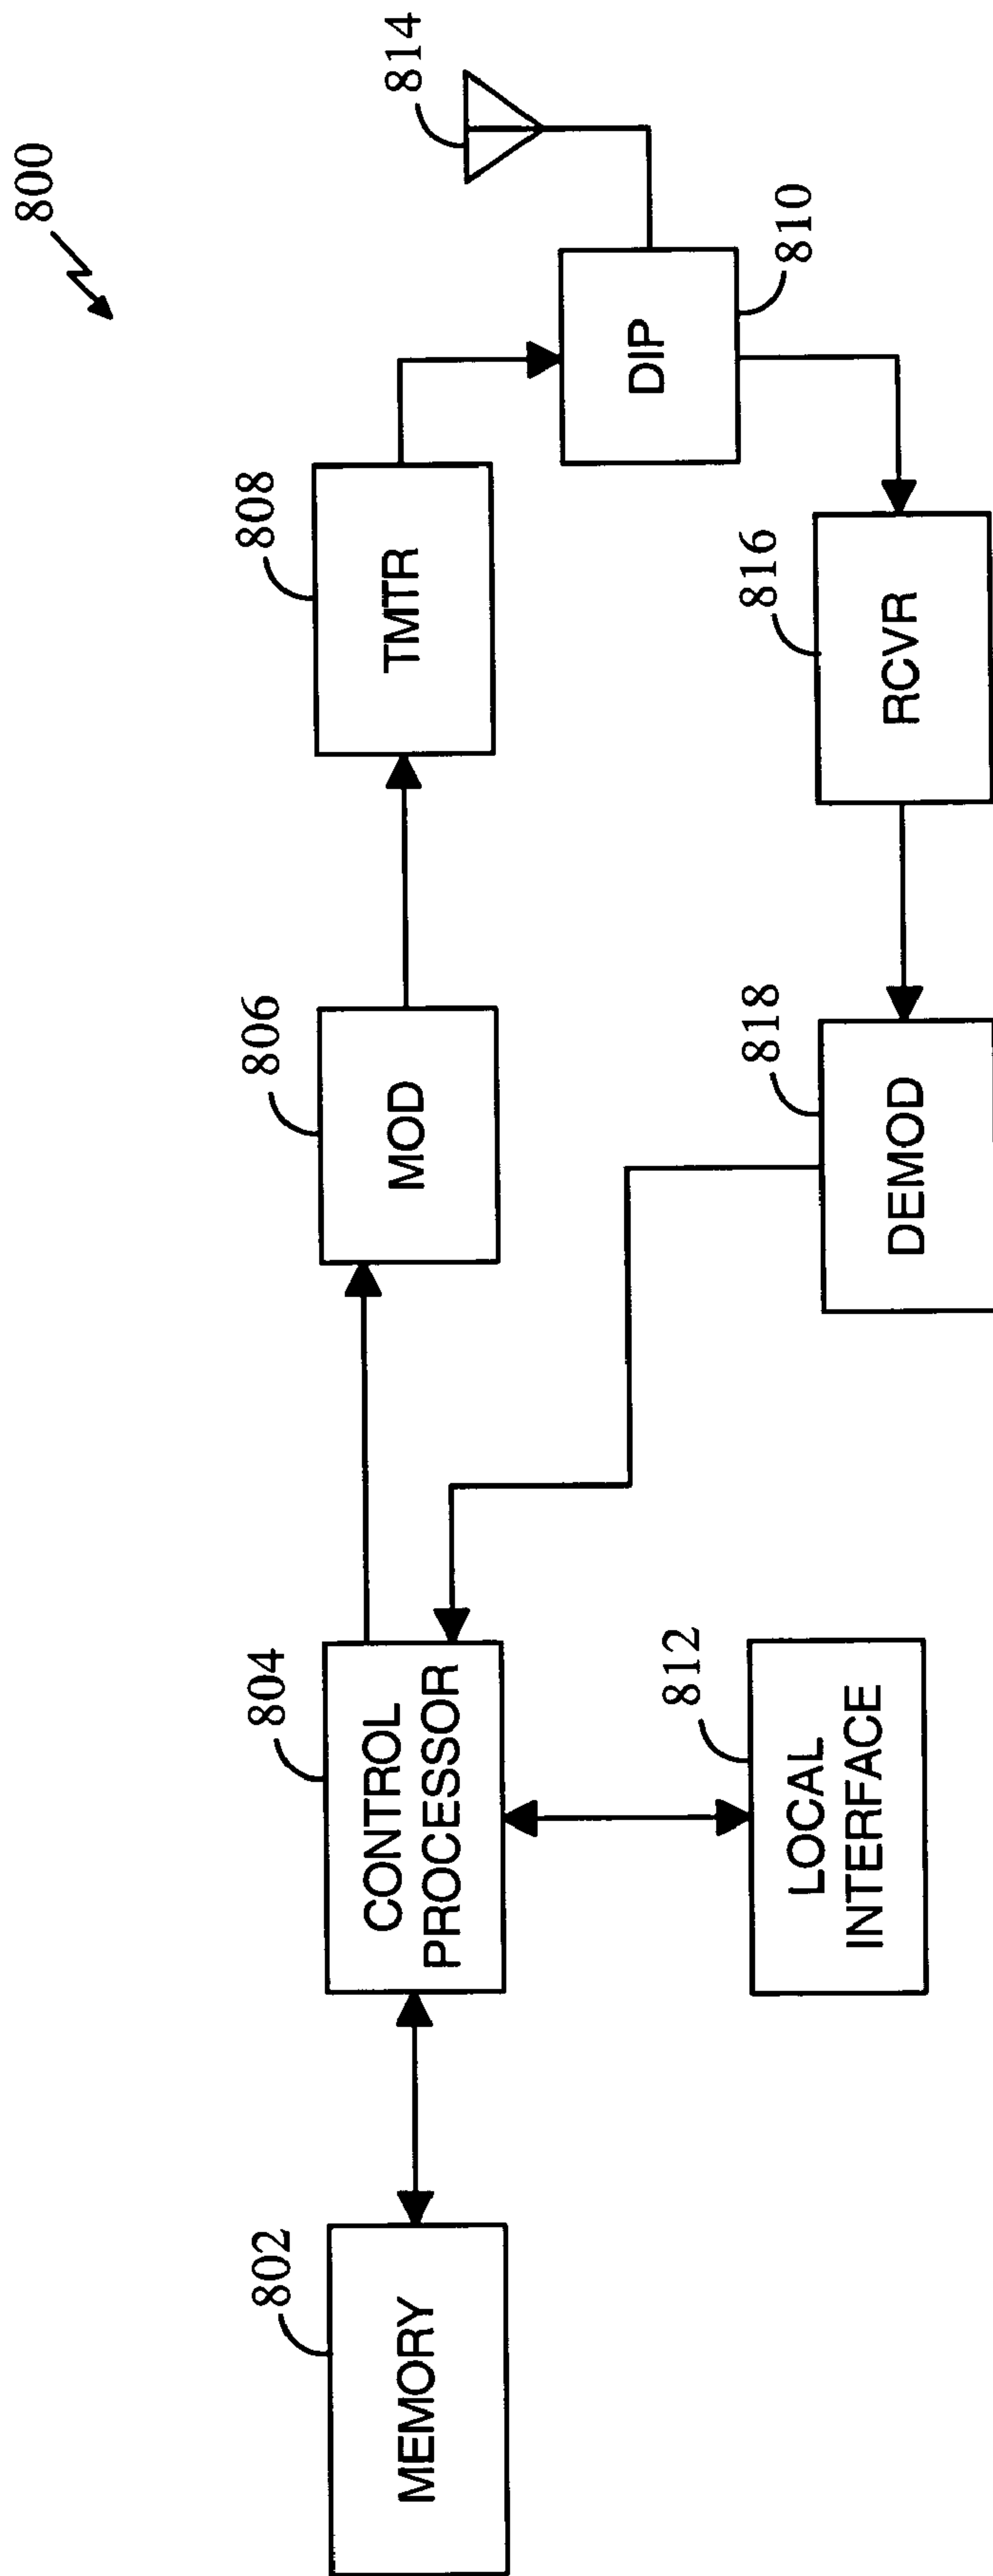 800
802
MEMORY
804
CONTROL
PROCESSOR
806
MOD
808
TMTR
814
DIP
810
812
LOCAL
INTERFACE
818
DEMOD
816
RCVR